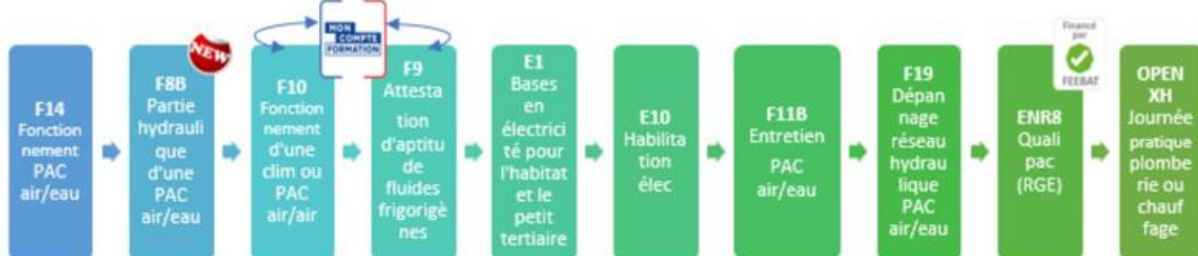 MON
COMPTE
FORMATION
NEW
Financé
par
FEEBAT
F14
Fonction
nement
PAC
air/eau
F8B
Partie
hydrauli
que
d'une
PAC
air/eau
F10
Fonction
nement
d'une
clim ou
PAC
air/air
F9
Attesta
tion
d'aptitu
de
fluides
frigorigè
nes
E1
Bases
en
électrici
té pour
l'habitat
et le
petit
tertiaire
E10
Habilita
tion
élec
F11B
Entretien
PAC
air/eau
F19
Dépan
nage
réseau
hydrau
lique
PAC
air/eau
ENR8
Quali
pac
(RGE)
OPEN
XH
Journée
pratique
plombe
rie ou
chauf
fage